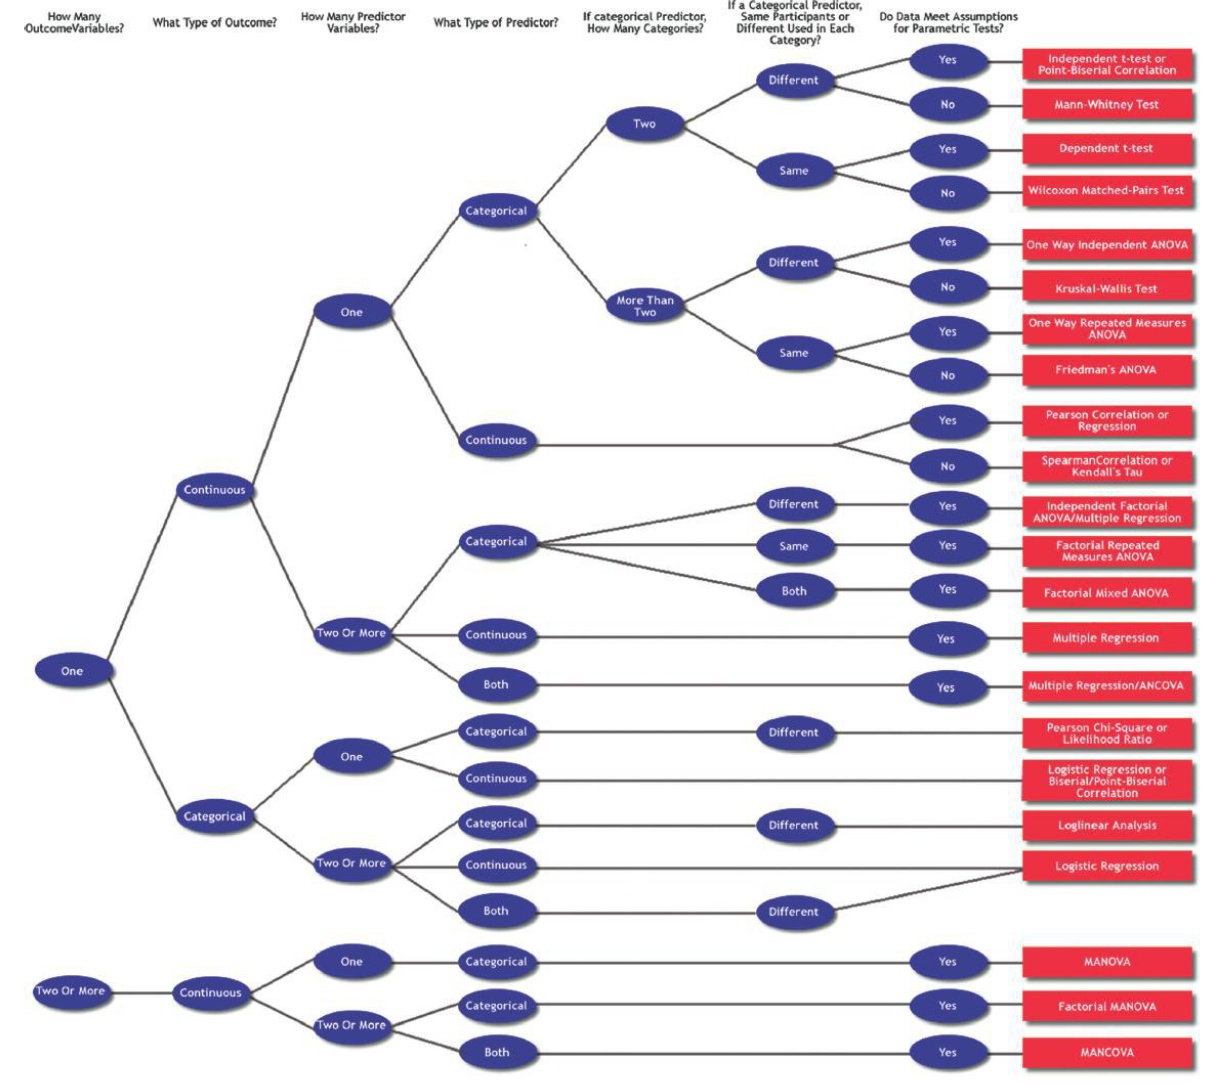 How Many
OutcomeVariables?
What Type of Outcome?
How Many Predictor
Variables?
What Type of Predictor?
If categorical Predictor,
How Many Categories?
If a Categorical Predictor,
Same Participants or
Different Used in Each
Category?
Do Data Meet Assumptions
for Parametric Tests?
Different
Yes
Independent t-test or
Point-Biserial Correlation
No
Mann-Whitney Test
Two
Yes
Dependent t-test
Same
No
Wilcoxon Matched-Pairs Test
Categorical
Yes
One Way Independent ANOVA
Different
No
Kruskal-Wallis Test
More Than
Two
One
Yes
One Way Repeated Measures
ANOVA
Same
No
Friedman's ANOVA
Yes
Pearson Correlation or
Regression
Continuous
No
SpearmanCorrelation or
Kendall's Tau
Continuous
Different
Yes
Independent Factorial
ANOVA/Multiple Regression
Categorical
Same
Yes
Factorial Repeated
Measures ANOVA
Both
Yes
Factorial Mixed ANOVA
Two Or More
Continuous
Yes
Multiple Regression
One
Both
Yes
Multiple Regression/ANCOVA
Categorical
Different
Pearson Chi-Square or
Likelihood Ratio
One
Continuous
Logistic Regression or
Biserial/Point-Biserial
Correlation
Categorical
Categorical
Different
Loglinear Analysis
Two Or More
Continuous
Logistic Regression
Both
Different
One
Categorical
Yes
MANOVA
Two Or More
Continuous
Categorical
Yes
Factorial MANOVA
Two Or More
Both
Yes
MANCOVA